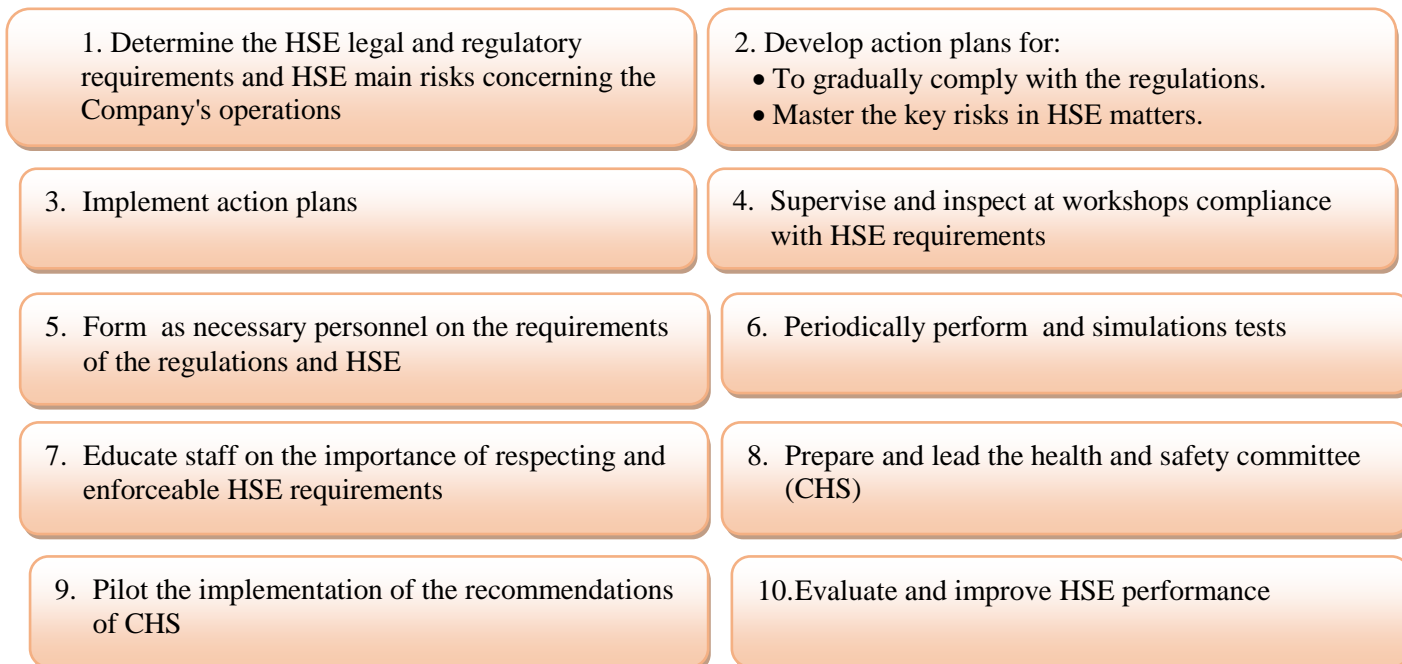 1. Determine the HSE legal and regulatory
requirements and HSE main risks concerning the
Company's operations
2. Develop action plans for:
• To gradually comply with the regulations.
• Master the key risks in HSE matters.
3. Implement action plans
4. Supervise and inspect at workshops compliance
with HSE requirements
5. Form as necessary personnel on the requirements
of the regulations and HSE
6. Periodically perform and simulations tests
7. Educate staff on the importance of respecting and
enforceable HSE requirements
8. Prepare and lead the health and safety committee
(CHS)
9. Pilot the implementation of the recommendations
of CHS
10.Evaluate and improve HSE performance